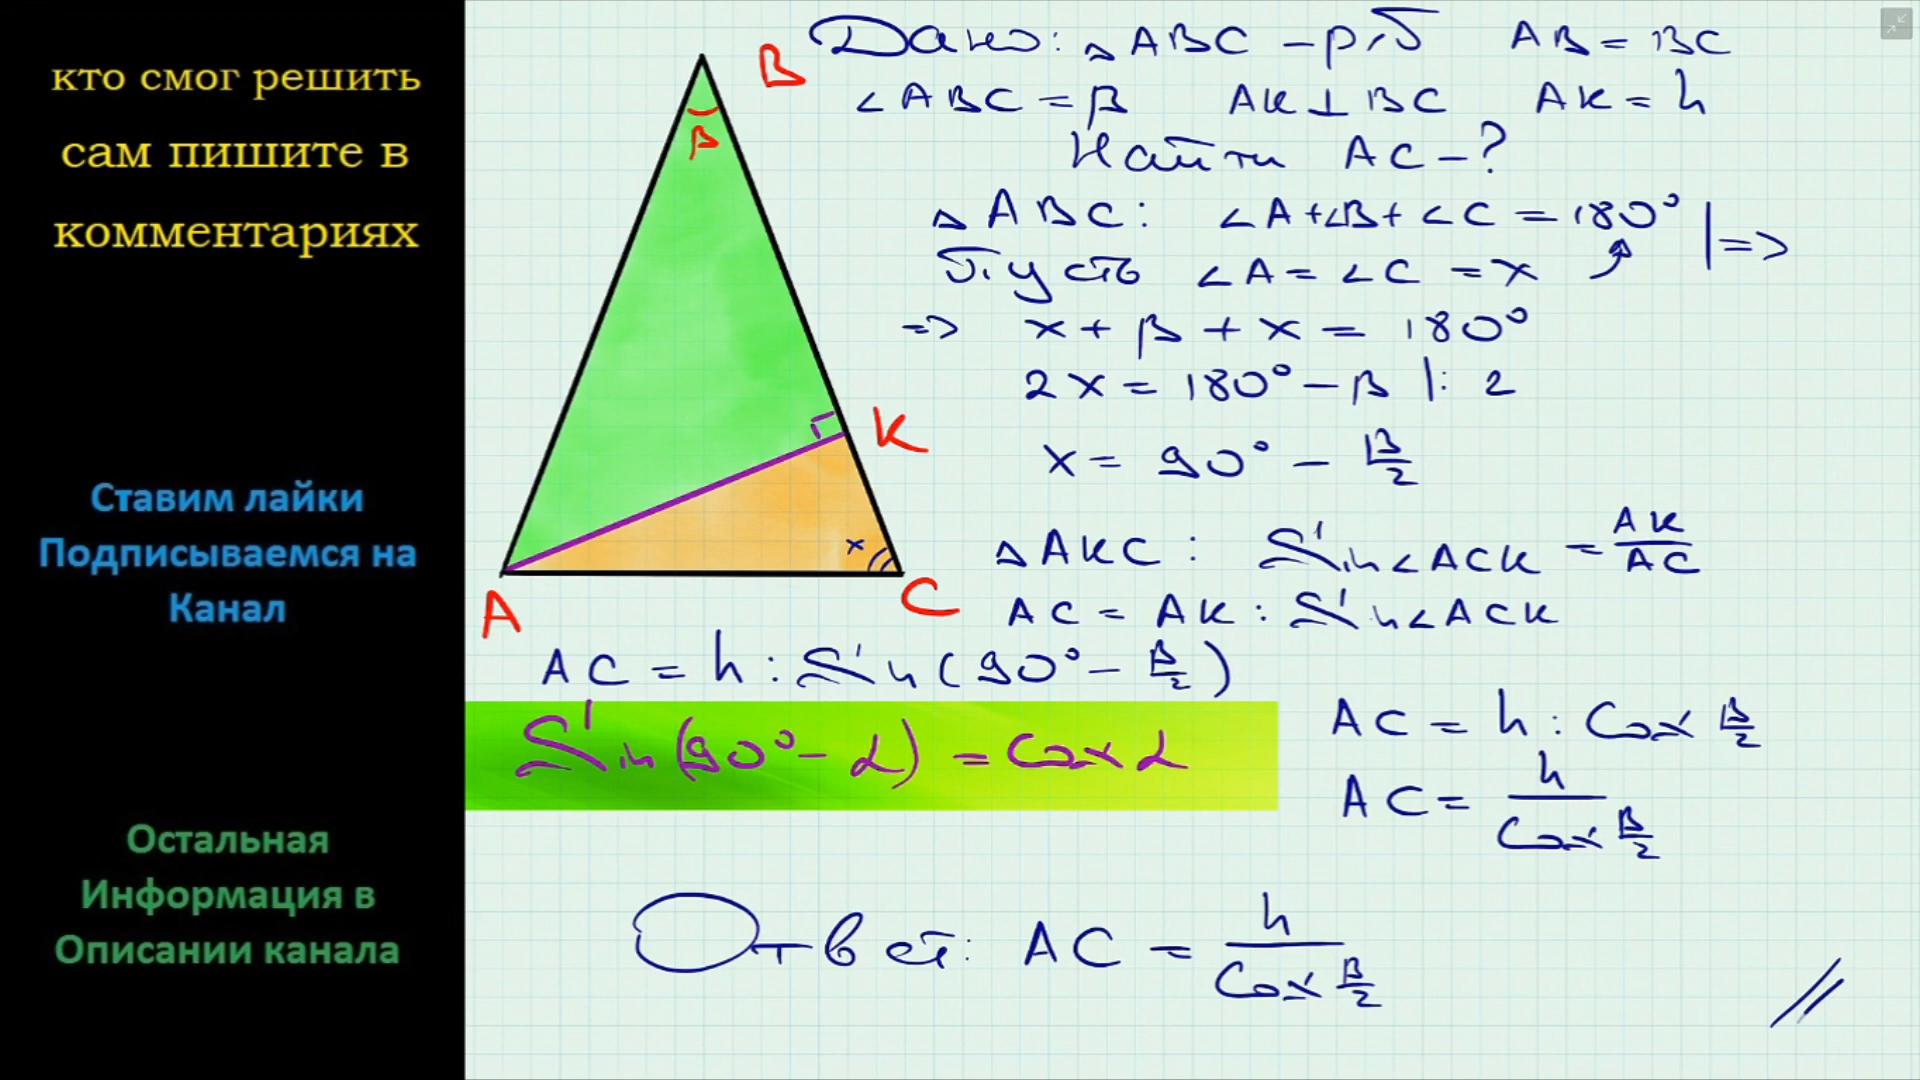 кто смог решить
сам пишите в
комментариях
Ставим лайки
Подписываемся на
Канал
Остальная
Информация в
Описании канала
B
β
K
x
A
C
Дано: △ABC – р/б AB = BC
∠ABC = β AK ⊥ BC AK = h
Найти AC – ?
△ABC: ∠A + ∠B + ∠C = 180° | =>
Пусть ∠A = ∠C = x
=> x + β + x = 180°
2x = 180° – β |: 2
x = 90° – β/2
△AKC: Sin∠ACK = AK/AC
AC = AK : Sin∠ACK
AC = h : Sin(90° – β/2)
Sin(90° – α) = Cos α
AC = h : Cos β/2
AC = h/Cos β/2
Ответ: AC = h/Cos β/2